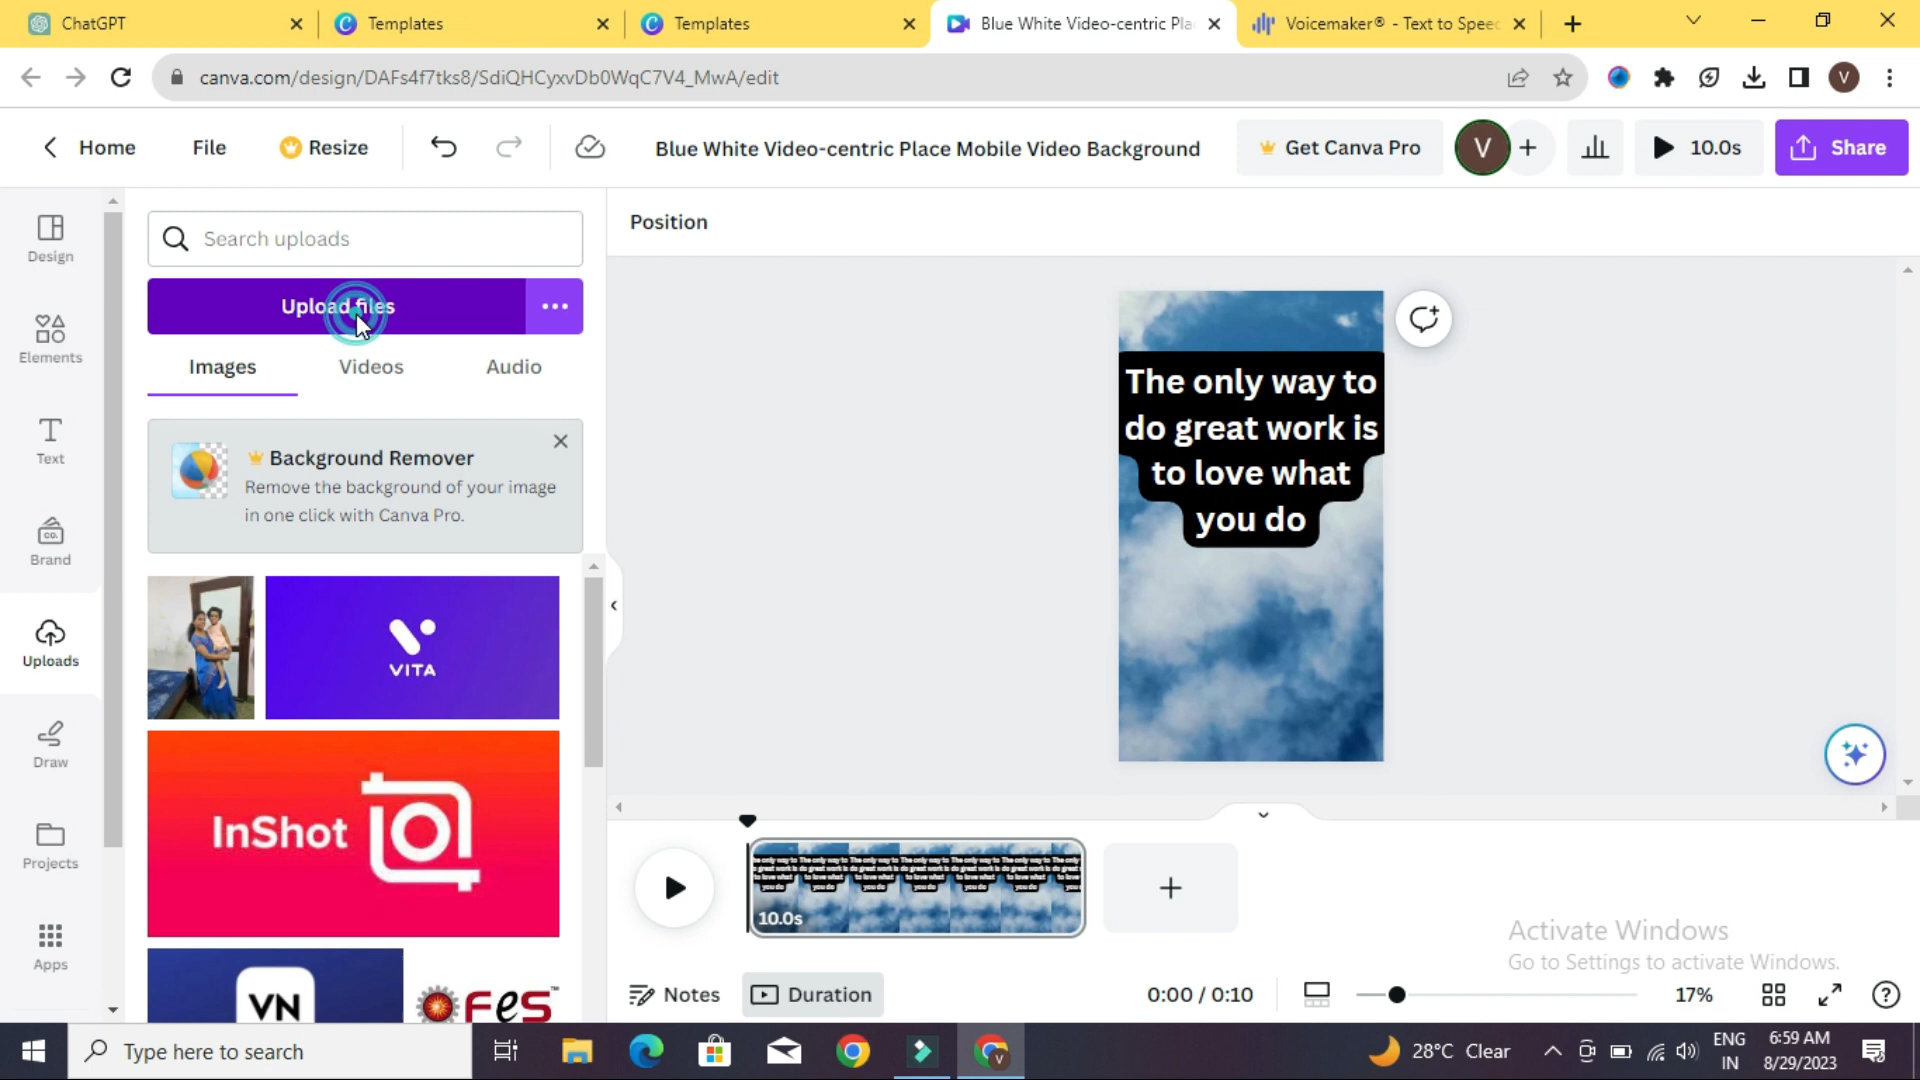 ChatGPT
Templates
Templates
Blue White Video-centric Pla
Voicemaker® - Text to Speec
canva.com/design/DAFs4f7tks8/SdiQHCyxvDb0WqC7V4_MwA/edit
V
Home
File
Resize
Blue White Video-centric Place Mobile Video Background
Get Canva Pro
V
10.0s
Share
Design
Elements
Text
Brand
Uploads
Draw
Projects
Apps
Search uploads
Upload files
Images
Videos
Audio
Background Remover
Remove the background of your image
in one click with Canva Pro.
VITA
InShot
VN
FES™
Position
The only way to
do great work is
to love what
you do
10.0s
Notes
Duration
0:00 / 0:10
17%
Activate Windows
Go to Settings to activate Windows.
Type here to search
28°C Clear
ENG
IN
6:59 AM
8/29/2023